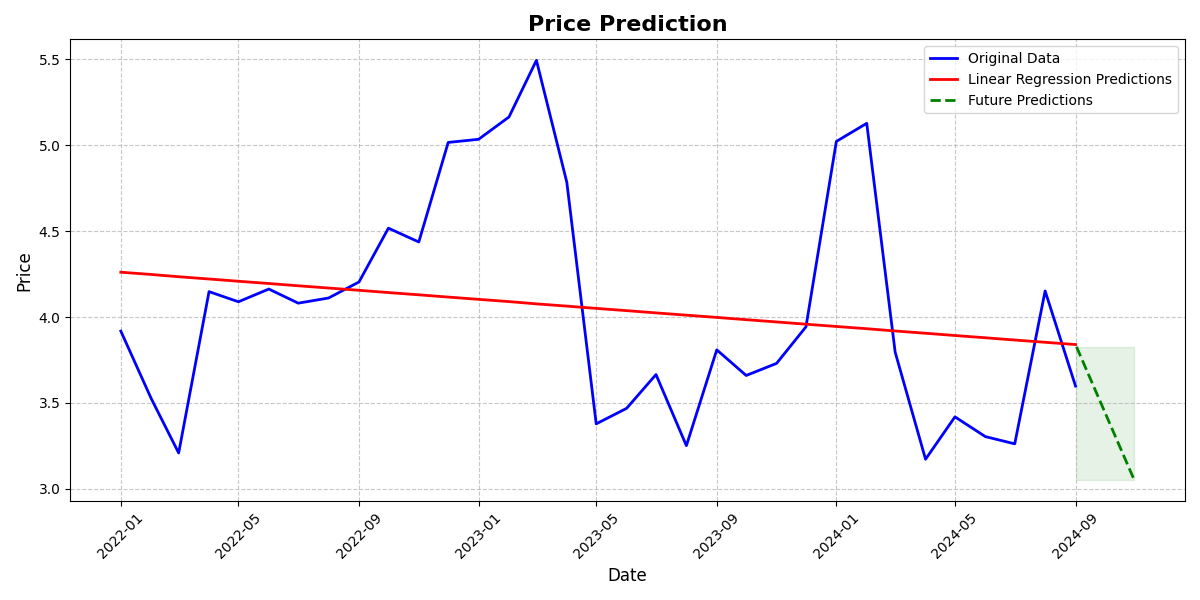 Price Prediction
Original Data
Linear Regression Predictions
Future Predictions
Price
5.5
5.0
4.5
4.0
3.5
3.0
2022-01
2022-05
2022-09
2023-01
2023-05
2023-09
2024-01
2024-05
2024-09
Date